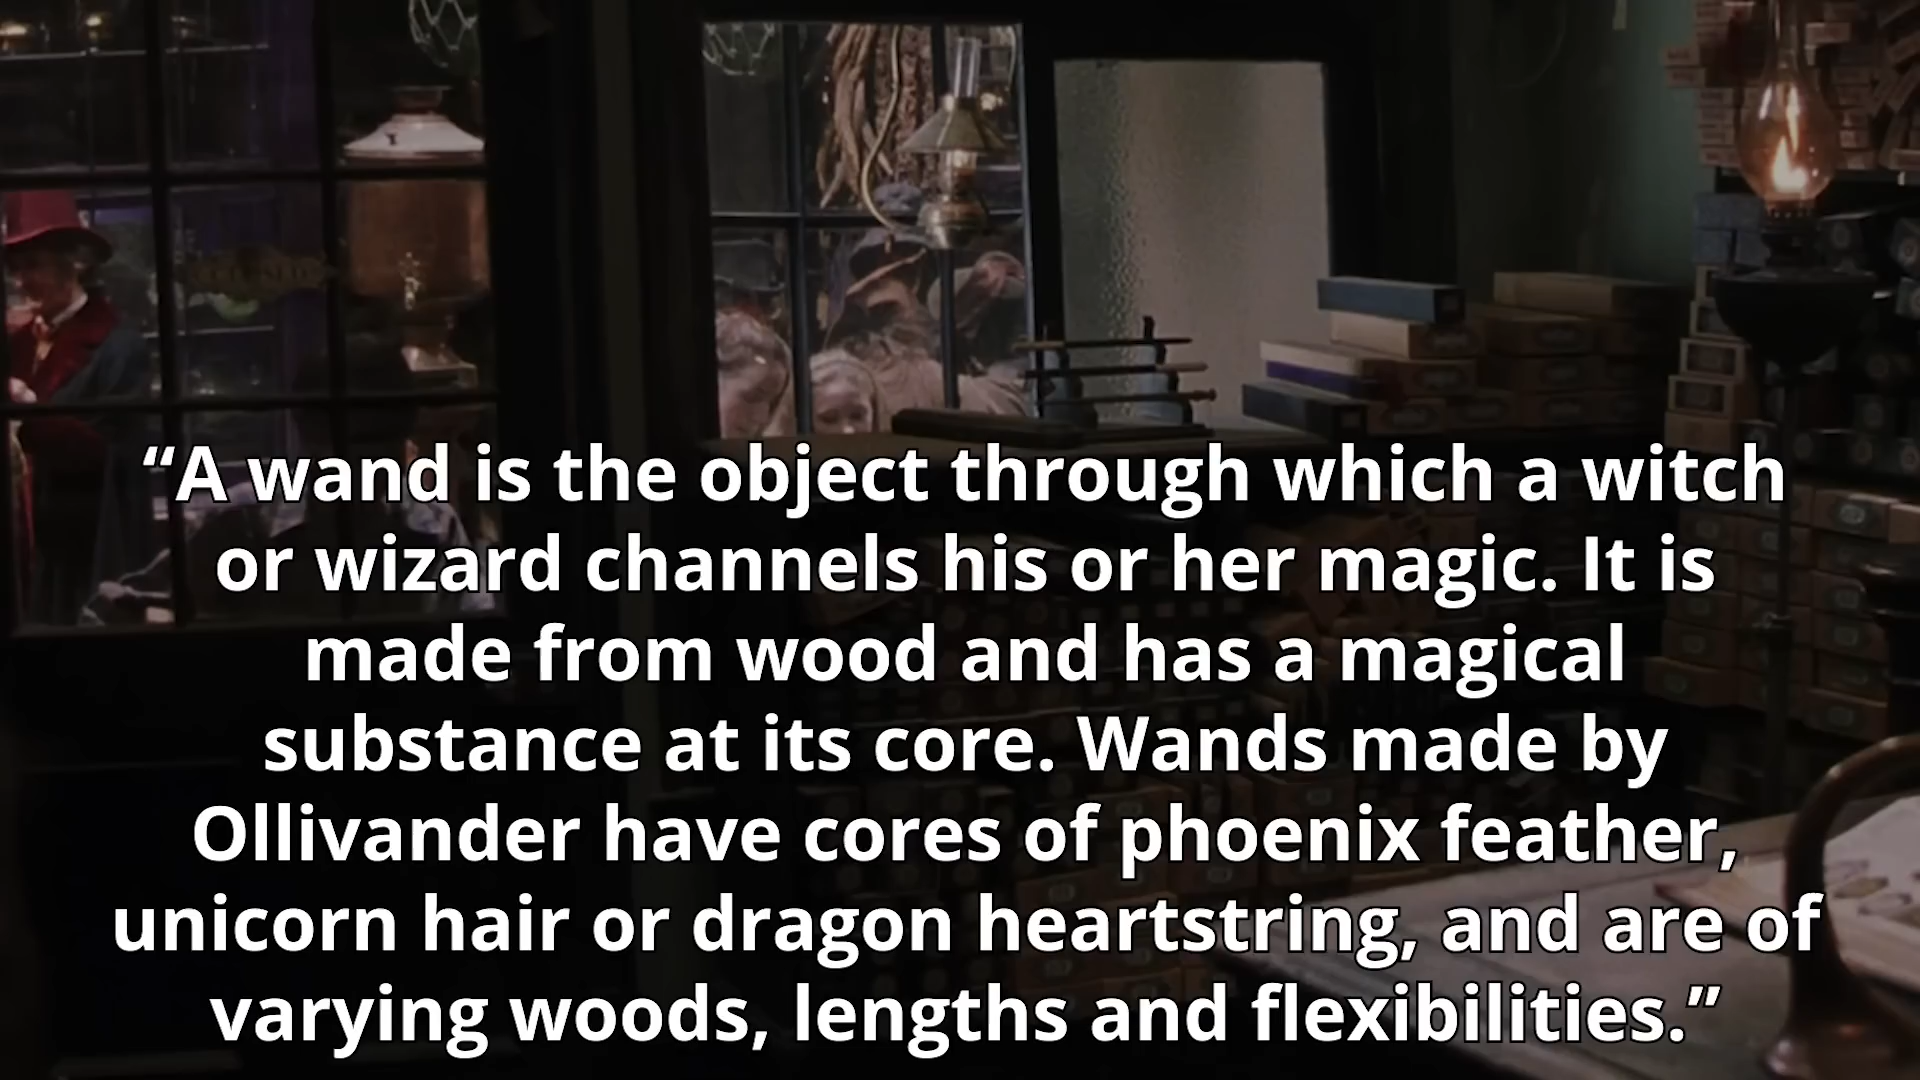 “A wand is the object through which a witch
or wizard channels his or her magic. It is
made from wood and has a magical
substance at its core. Wands made by
Ollivander have cores of phoenix feather,
unicorn hair or dragon heartstring, and are of
varying woods, lengths and flexibilities.”